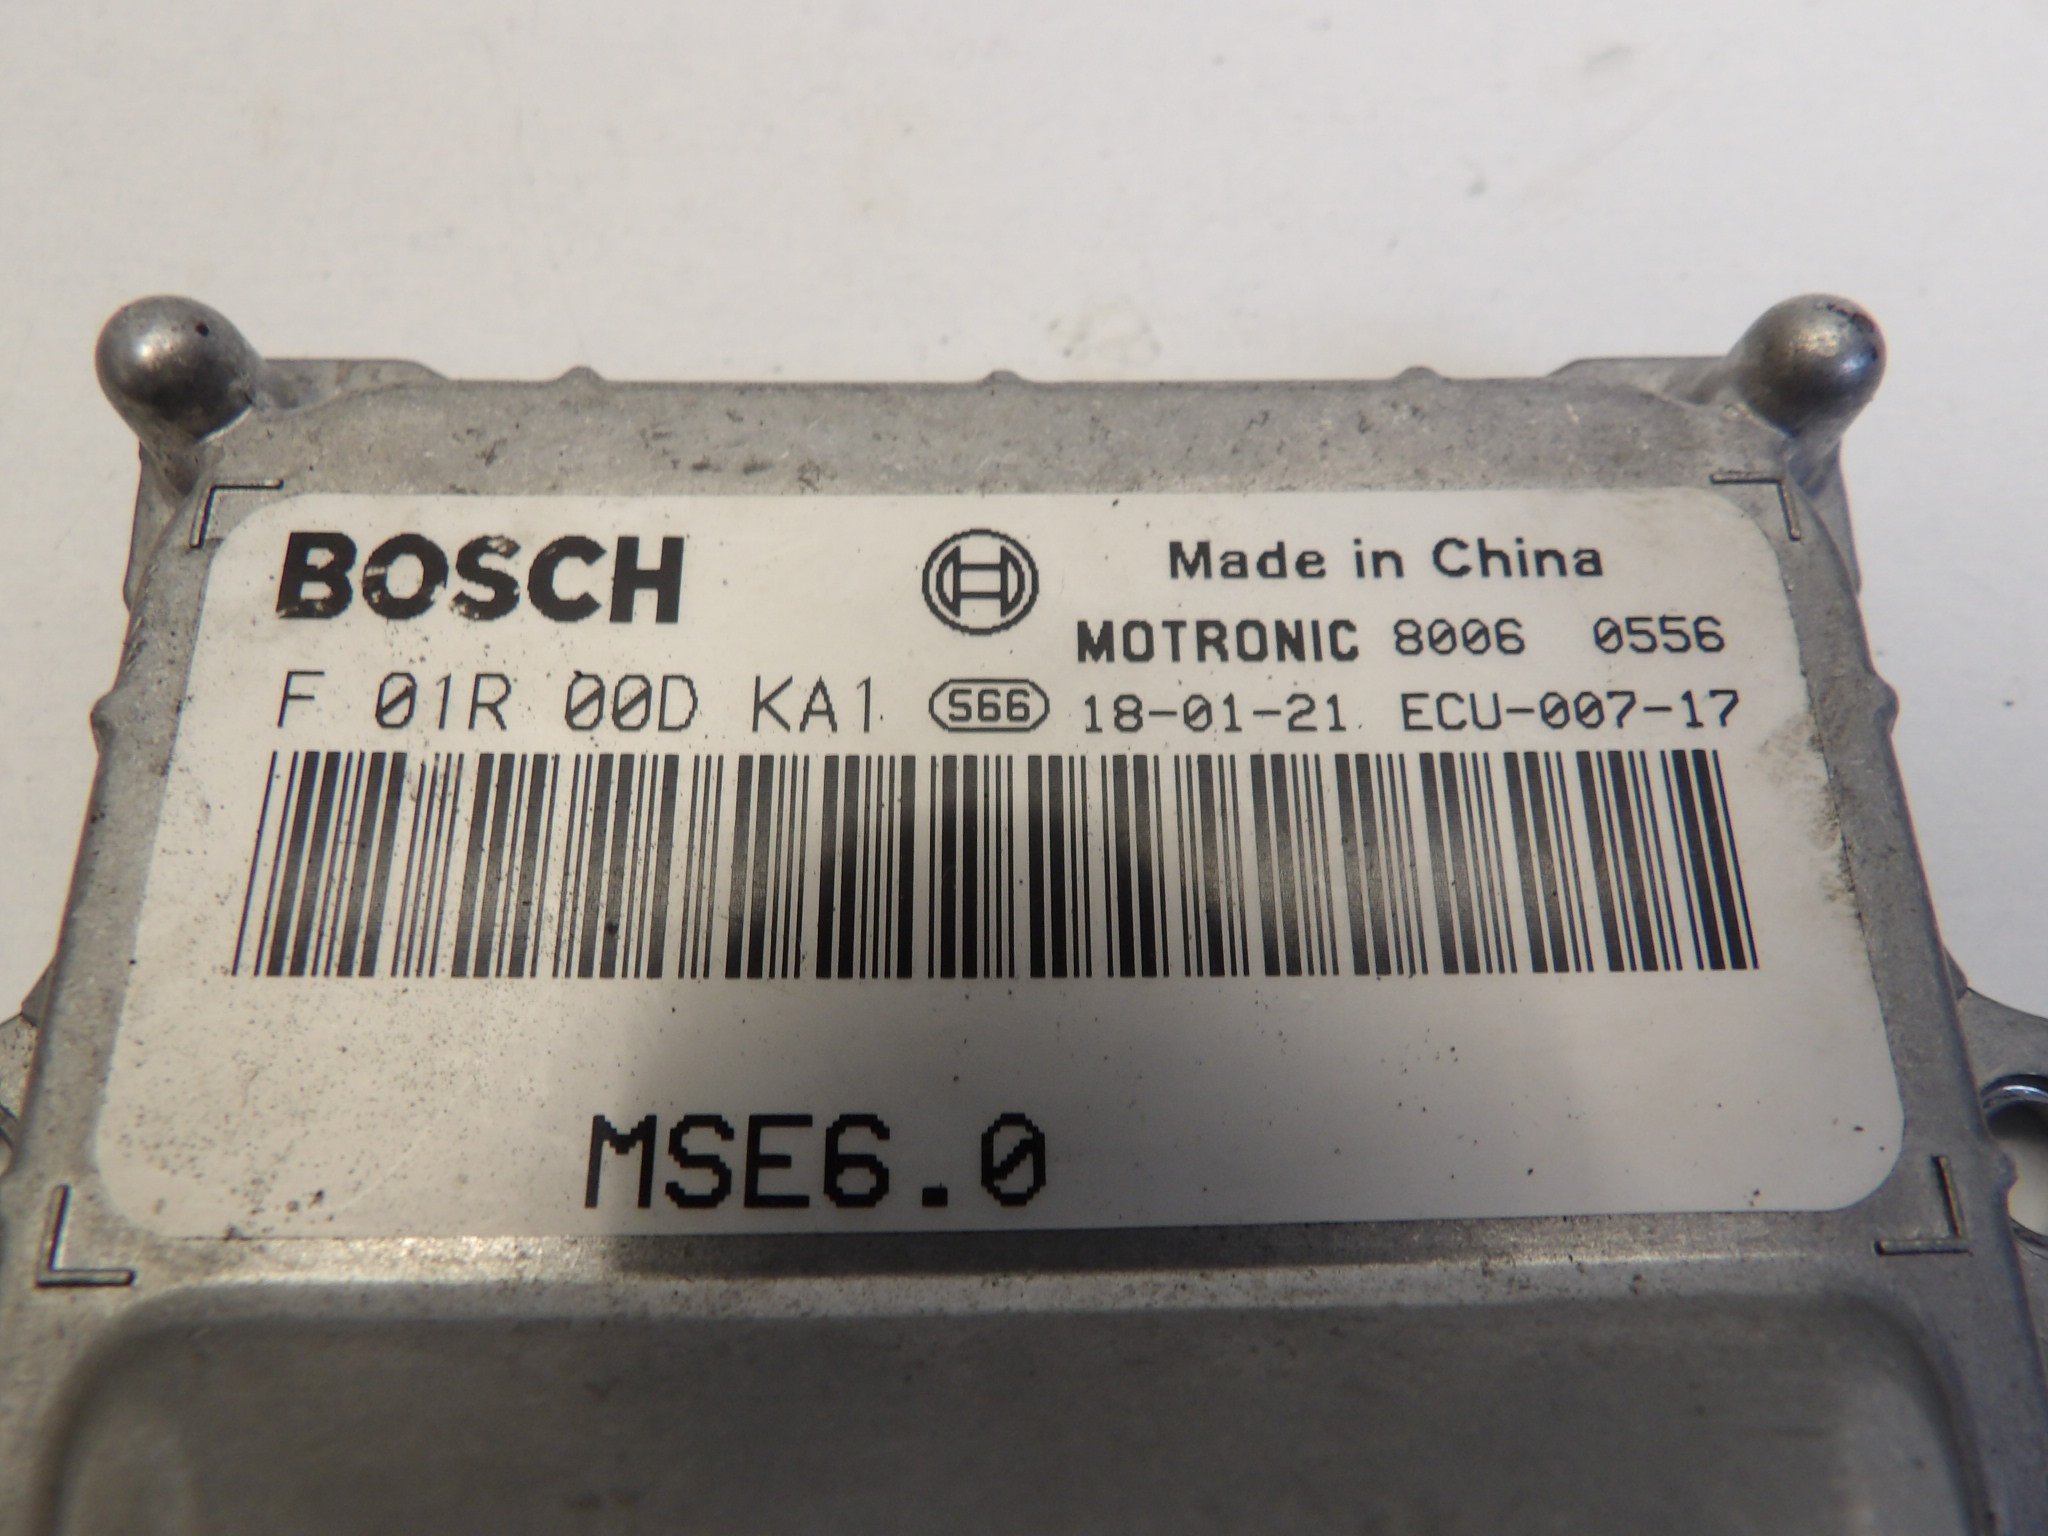 BOSCH
Made in China
MOTRONIC 8006 0556
F 01R 00D KA1 S66 18-01-21 ECU-007-17
MSE6.0